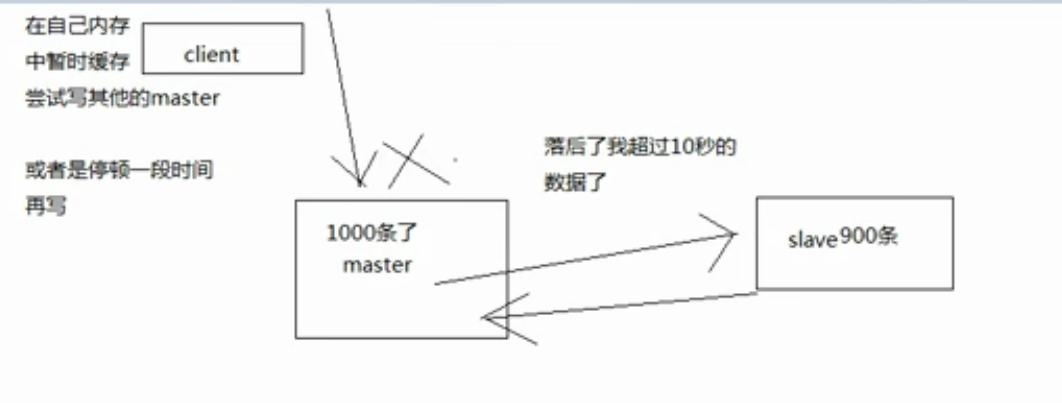 在自己内存
中暂时缓存
尝试写其他的master
或者是停顿一段时间
再写
client
落后了我超过10秒的
数据了
1000条了
master
slave900条